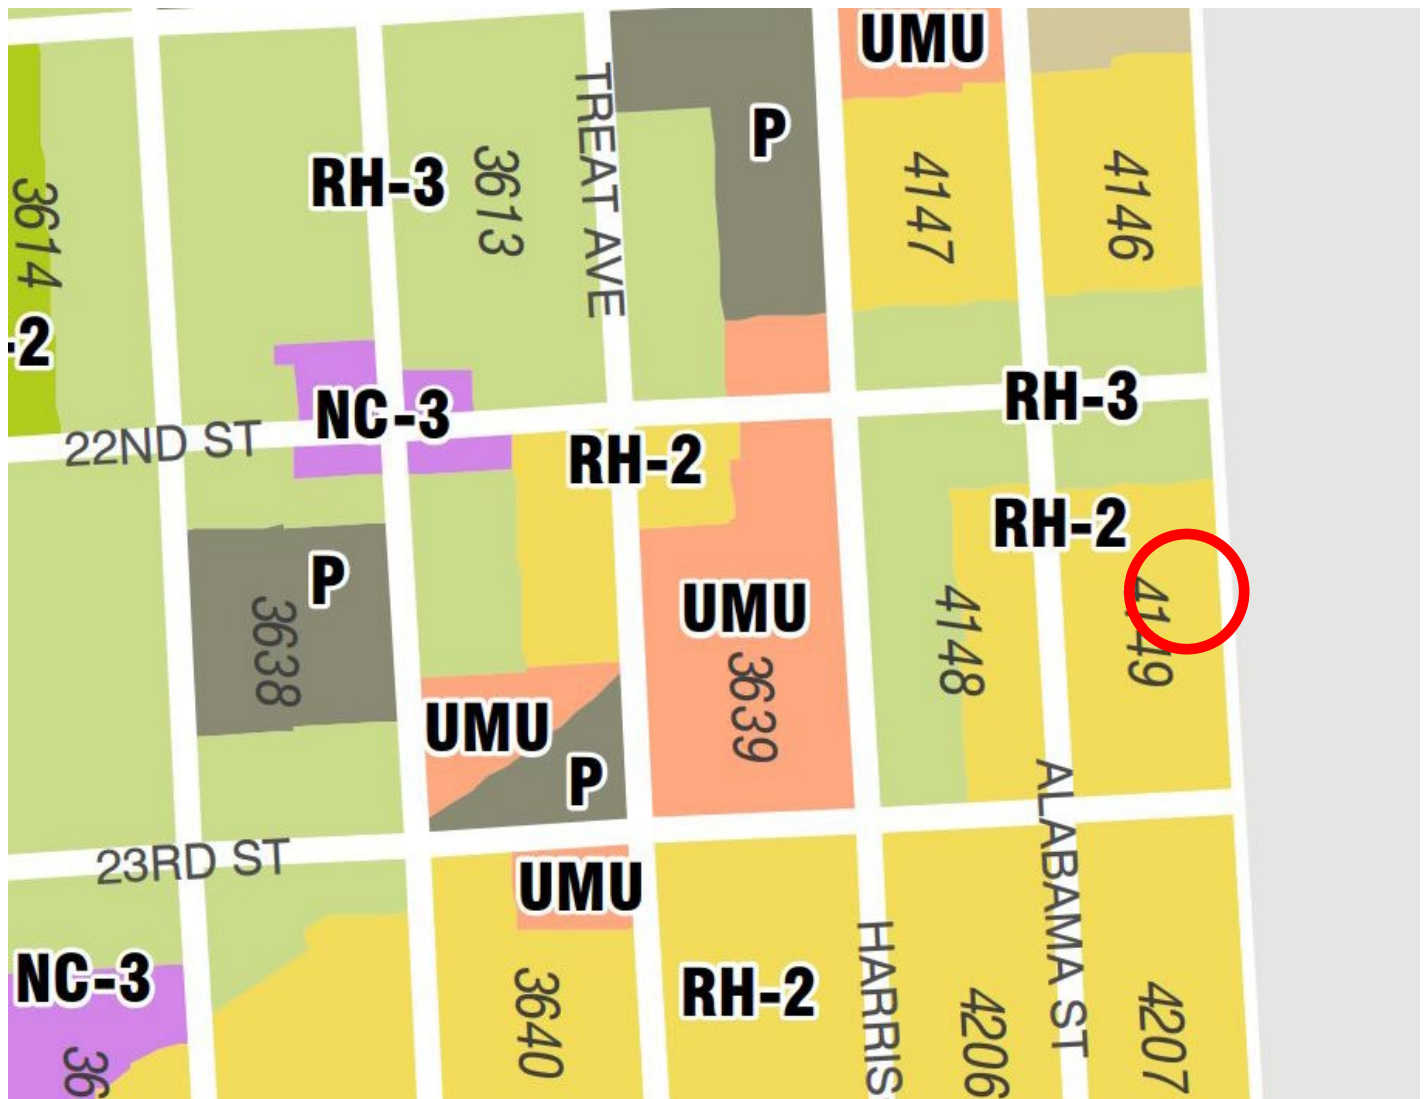 UMU
P
TREAT AVE
RH-3
3613
4147
4146
3614
-2
NC-3
22ND ST
RH-3
RH-2
RH-2
P
3638
UMU
4148
4149
3639
UMU
P
ALABAMA ST
23RD ST
UMU
HARRIS
NC-3
3640
RH-2
4206
4207
36